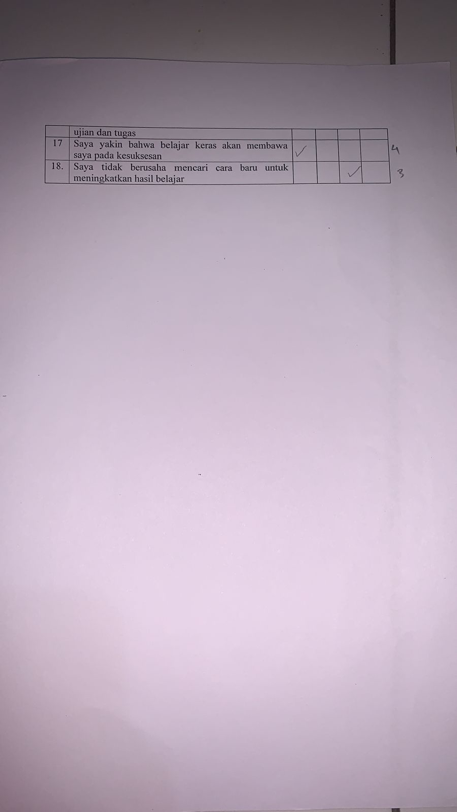 ujian dan tugas
17 Saya yakin bahwa belajar keras akan membawa
saya pada kesuksesan
4
18. Saya tidak berusaha mencari cara baru untuk
meningkatkan hasil belajar
3